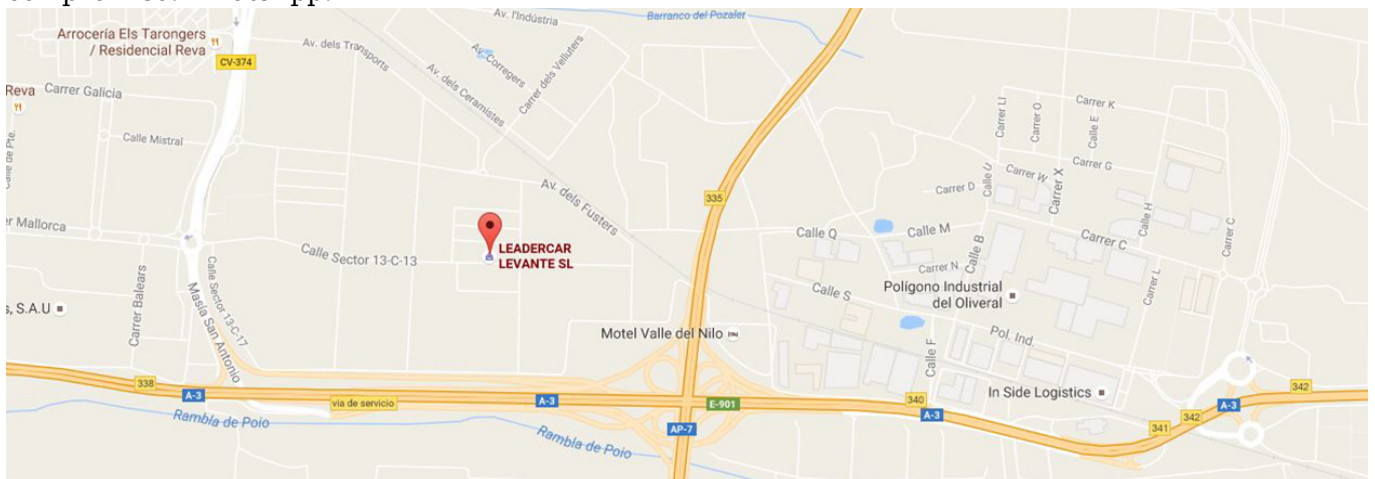 Av. l'Indústria
Barranco del Pozalet
Arrocería Els Tarongers
/ Residencial Reva
Av. dels Transports
Av. Corregers
CV-374
Av. dels Ceramistes
Carrer dels Velluters
Reva
Carrer Galicia
Carrer LI
Carrer O
Carrer K
Calle E
Calle Mistral
Carrer G
Calle U
Carrer W
Carrer X
Carrer D
Av. dels Fusters
335
Calle H
Carrer C
Mallorca
Calle Q
Calle M
Calle B
Carrer C
LEADERCAR
LEVANTE SL
Calle Sector 13-C-13
Carrer N
Carrer L
Polígono Industrial
del Oliveral
Calle S
Carrer Balears
Calle Sector 13-C-17
Masía San Antonio
S.A.U
Motel Valle del Nilo
Pol. Ind.
Calle F
338
A-3
vía de servicio
A-3
E-901
340
A-3
In Side Logistics
341
342
A-3
342
Rambla de Poio
AP-7
Rambla de Poio